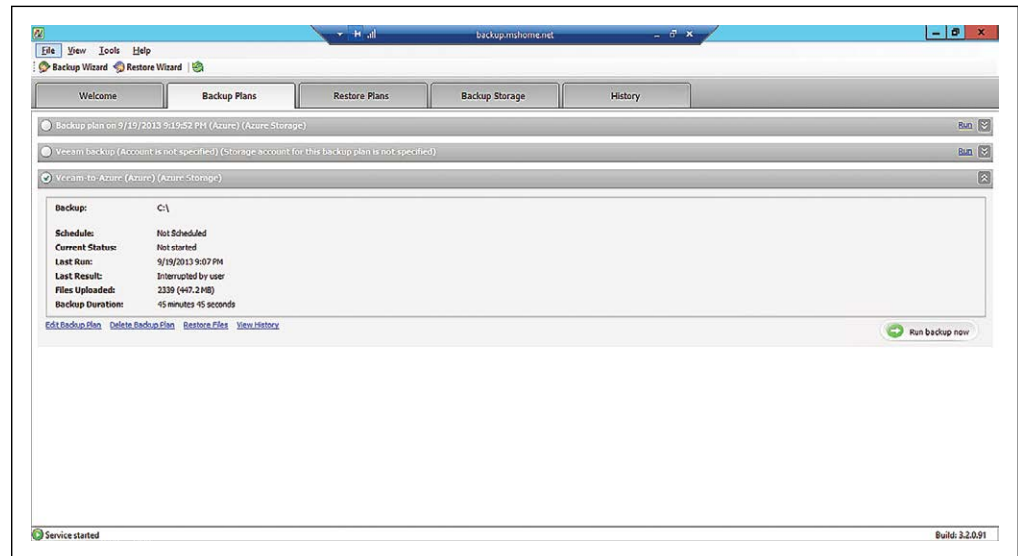 backup.mshome.net
File View Tools Help
Backup Wizard Restore Wizard
Welcome Backup Plans Restore Plans Backup Storage History
Backup plan on 9/19/2013 9:19:52 PM (Azure) (Azure Storage) Run
Veeam backup (Account is not specified) (Storage account for this backup plan is not specified) Run
Veeam-to-Azure (Azure) (Azure Storage)
Backup: C:\
Schedule: Not Scheduled
Current Status: Not started
Last Run: 9/19/2013 9:07 PM
Last Result: Interrupted by user
Files Uploaded: 2339 (447.2 MB)
Backup Duration: 45 minutes 45 seconds
Edit Backup Plan Delete Backup Plan Restore Files View History Run backup now
Service started Build: 3.2.0.91